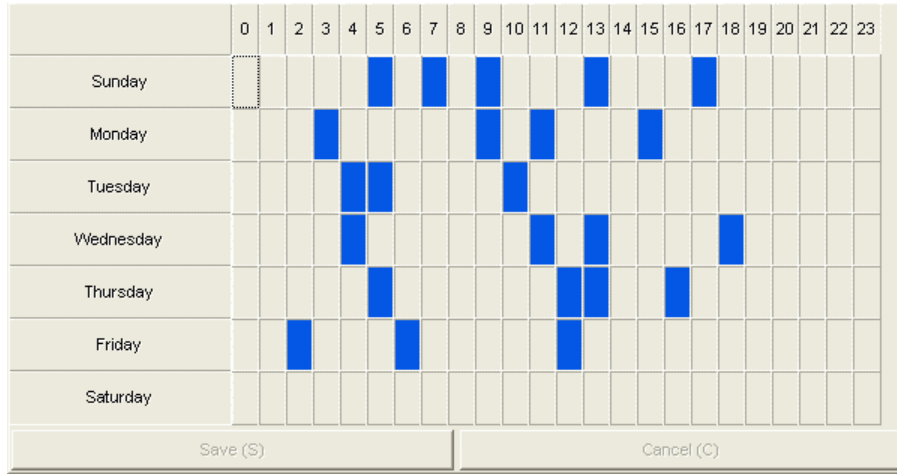 0 1 2 3 4 5 6 7 8 9 10 11 12 13 14 15 16 17 18 19 20 21 22 23
Sunday
Monday
Tuesday
Wednesday
Thursday
Friday
Saturday
Save (S) Cancel (C)